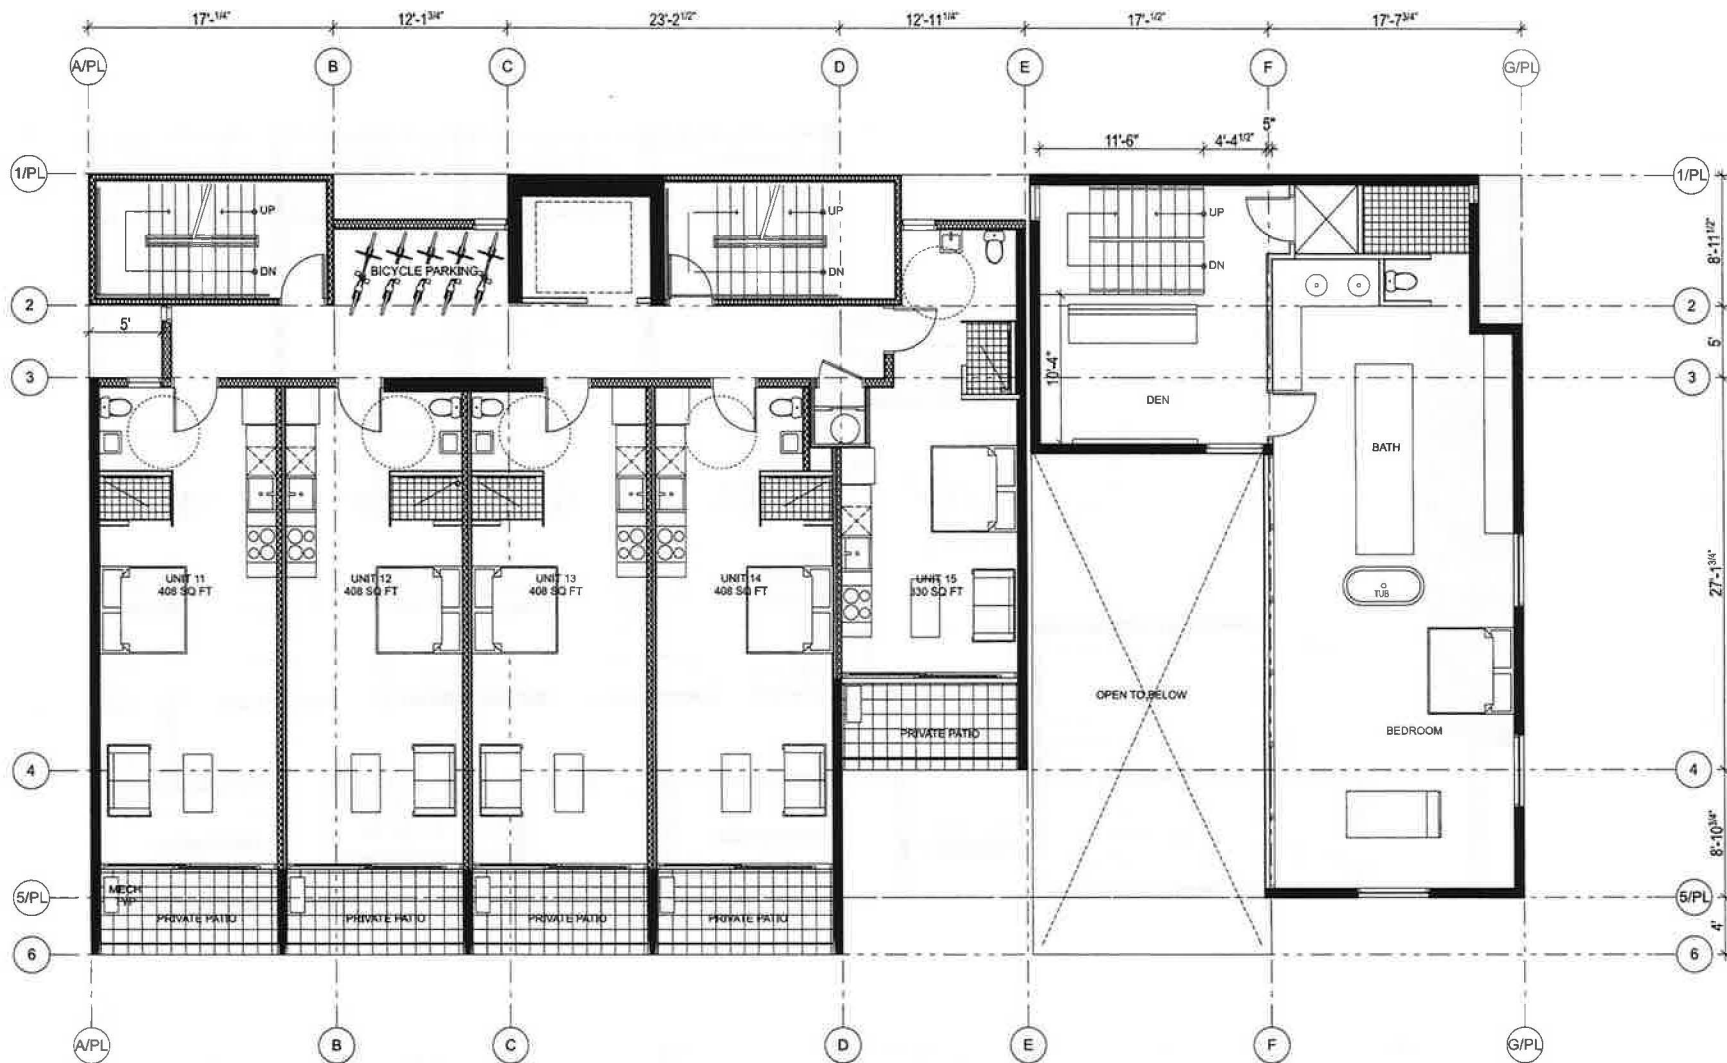 17'-1/4"
12'-1 3/4"
23'-2 1/2"
12'-11 1/4"
17'-1/2"
17'-7 3/4"
A/PL
B
C
D
E
F
G/PL
5"
11'-6"
4'-4 1/2"
1/PL
1/PL
UP
UP
UP
DN
DN
DN
BICYCLE PARKING
8'-11 1/2"
2
2
5'
5'
3
3
10'-4"
DEN
BATH
UNIT 11
408 SQ FT
UNIT 12
408 SQ FT
UNIT 13
408 SQ FT
UNIT 14
408 SQ FT
UNIT 15
330 SQ FT
TUB
27'-1 3/4"
OPEN TO BELOW
PRIVATE PATIO
BEDROOM
4
4
8'-10 3/4"
MECH
TYP
5/PL
5/PL
PRIVATE PATIO
PRIVATE PATIO
PRIVATE PATIO
PRIVATE PATIO
4'
6
6
A/PL
B
C
D
E
F
G/PL